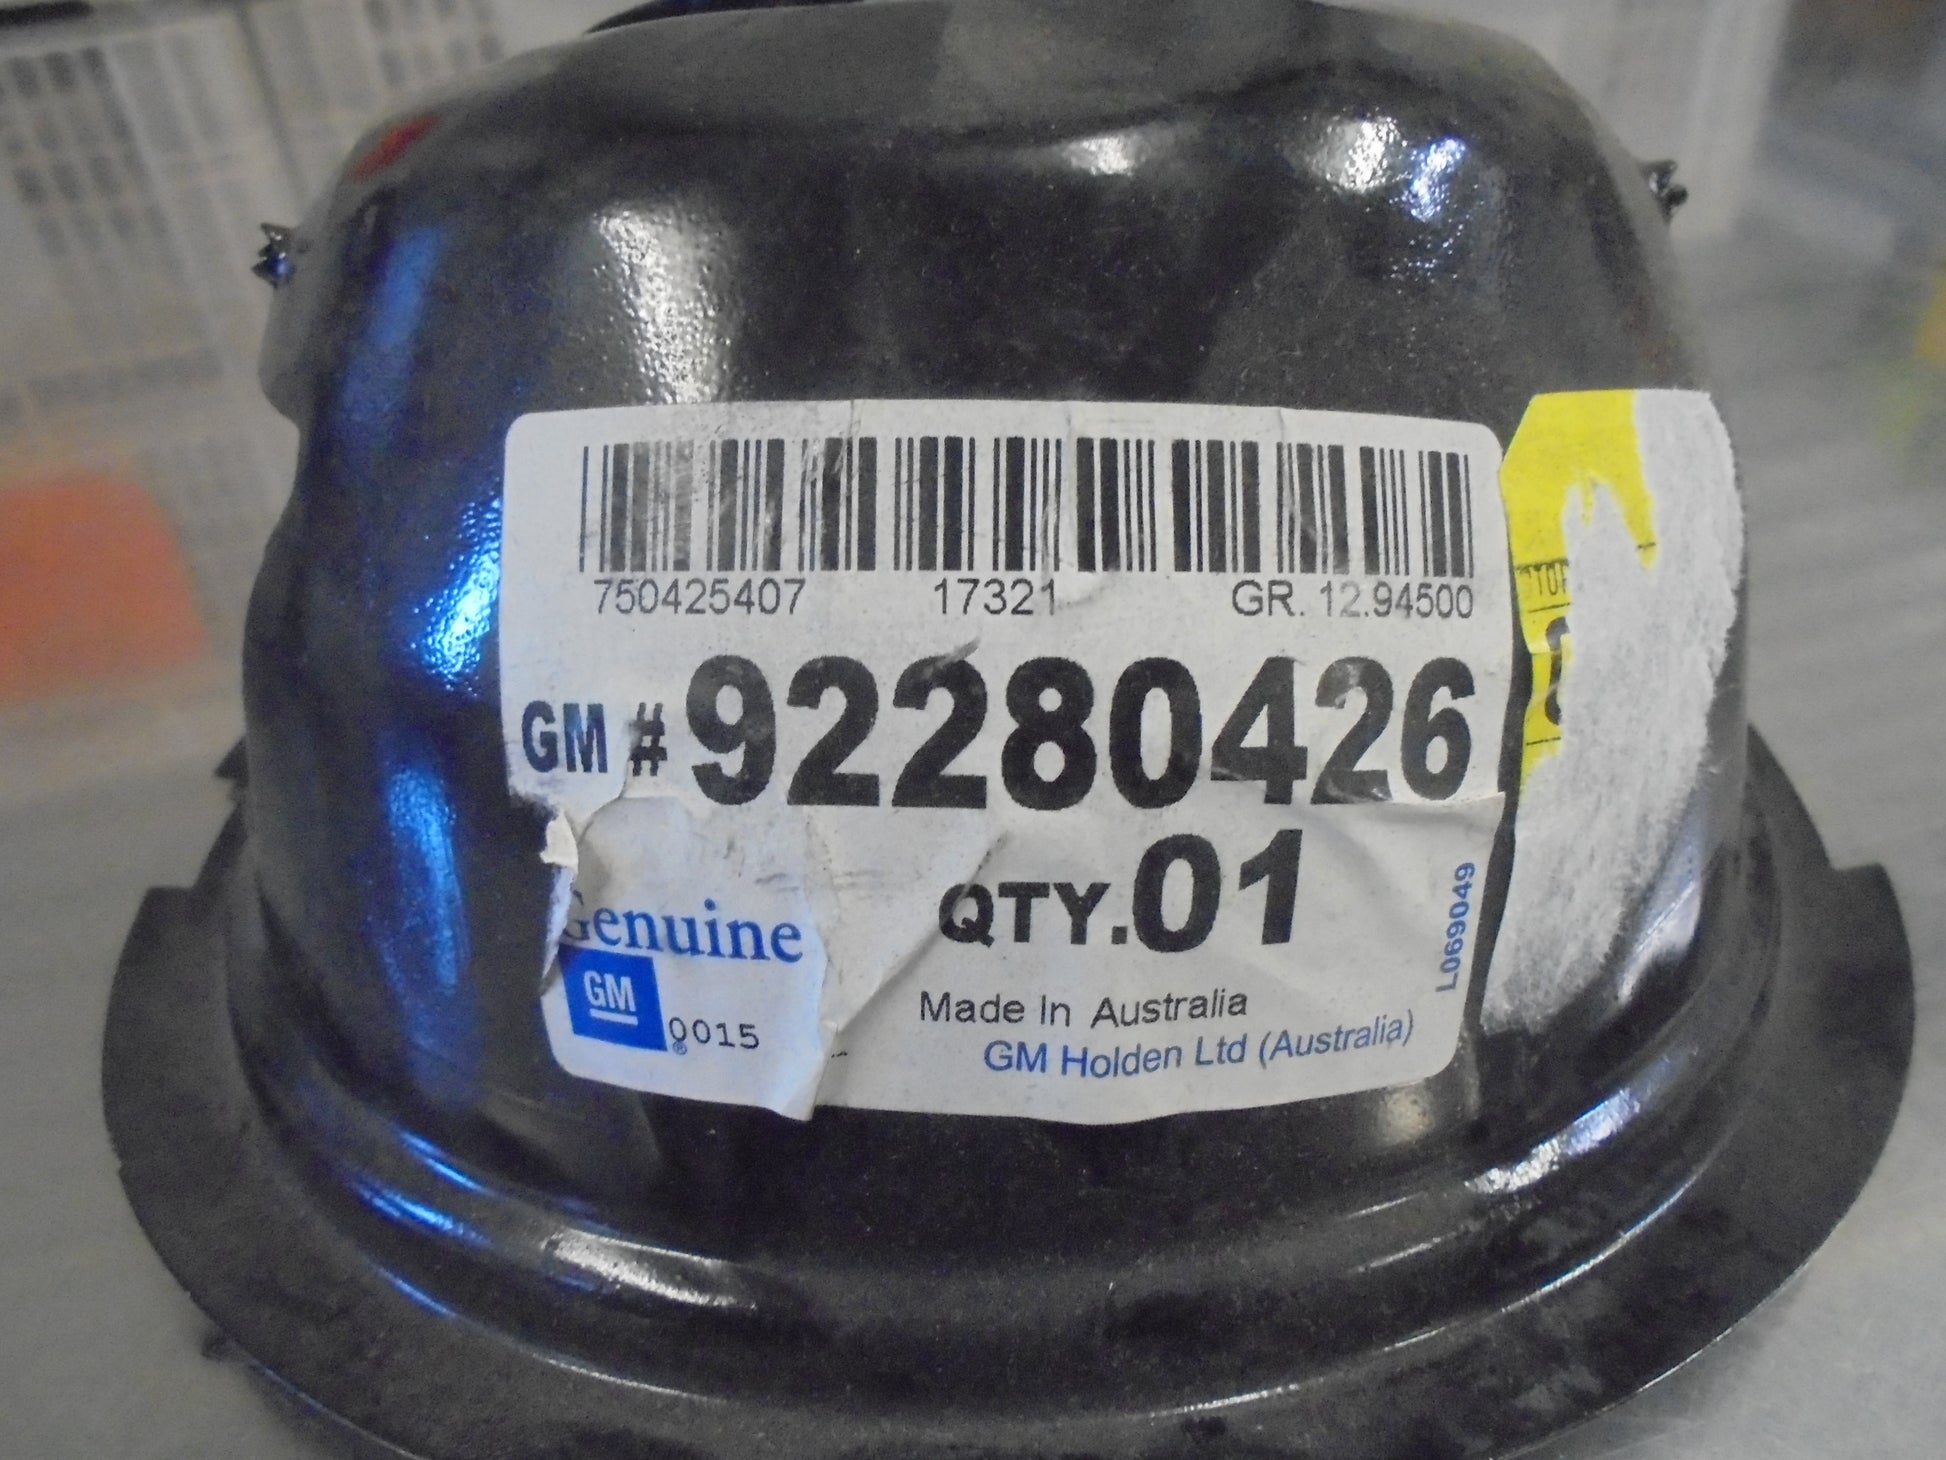 750425407 17321 GR. 12.94500
GM # 92280426
QTY. 01
Genuine
GM
® 0015
Made In Australia
GM Holden Ltd (Australia)
L069049